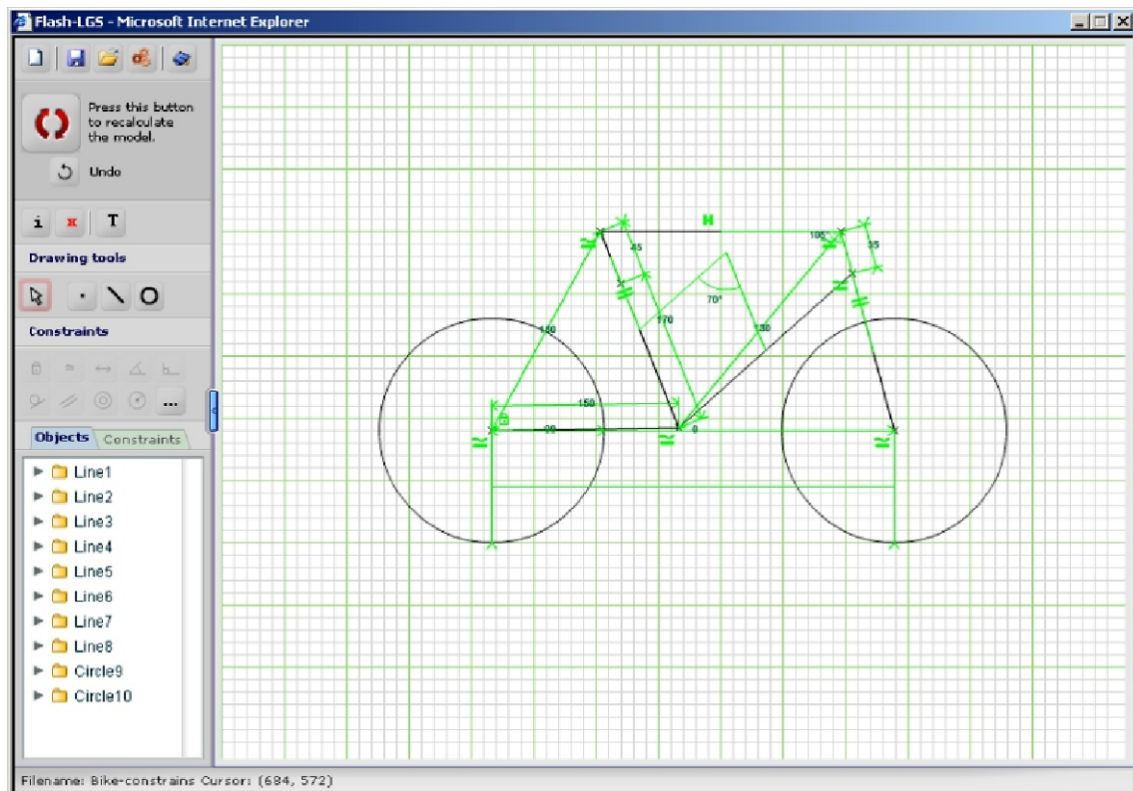 Flash-LGS - Microsoft Internet Explorer
Press this button
to recalculate
the model.
Undo
i x T
Drawing tools
Constraints
...
Objects Constraints
Line1
Line2
Line3
Line4
Line5
Line6
Line7
Line8
Circle9
Circle10
H
45
35
70°
170
130
150
90
0
Filename: Bike-constrains Cursor: (684, 572)